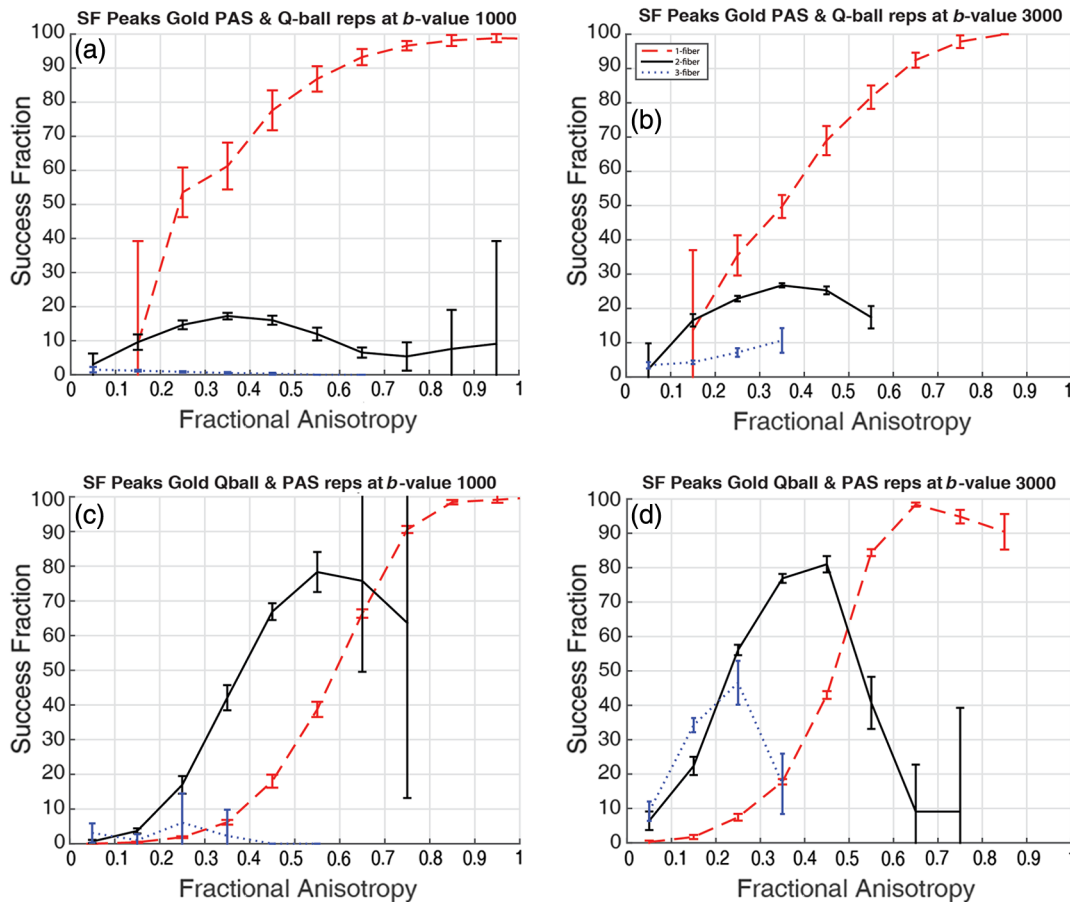 SF Peaks Gold PAS & Q-ball reps at b-value 1000
(a)
100
90
80
70
60
50
40
30
20
10
0
Success Fraction
0 0.1 0.2 0.3 0.4 0.5 0.6 0.7 0.8 0.9 1
Fractional Anisotropy
SF Peaks Gold PAS & Q-ball reps at b-value 3000
1-fiber
2-fiber
3-fiber
(b)
100
90
80
70
60
50
40
30
20
10
0
Success Fraction
0 0.1 0.2 0.3 0.4 0.5 0.6 0.7 0.8 0.9 1
Fractional Anisotropy
SF Peaks Gold Qball & PAS reps at b-value 1000
(c)
100
90
80
70
60
50
40
30
20
10
0
Success Fraction
0 0.1 0.2 0.3 0.4 0.5 0.6 0.7 0.8 0.9 1
Fractional Anisotropy
SF Peaks Gold Qball & PAS reps at b-value 3000
(d)
100
90
80
70
60
50
40
30
20
10
0
Success Fraction
0 0.1 0.2 0.3 0.4 0.5 0.6 0.7 0.8 0.9 1
Fractional Anisotropy